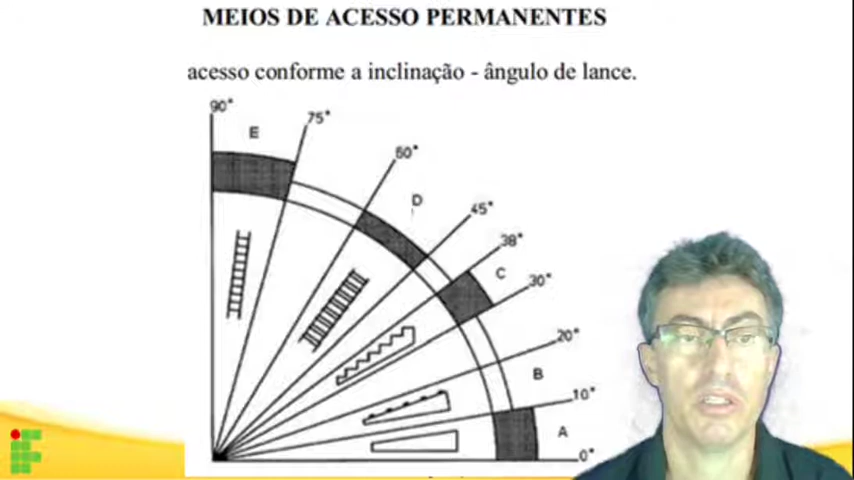 MEIOS DE ACESSO PERMANENTES
acesso conforme a inclinação - ângulo de lance.
90°
75°
E
60°
D
45°
38°
C
30°
20°
B
10°
A
0°